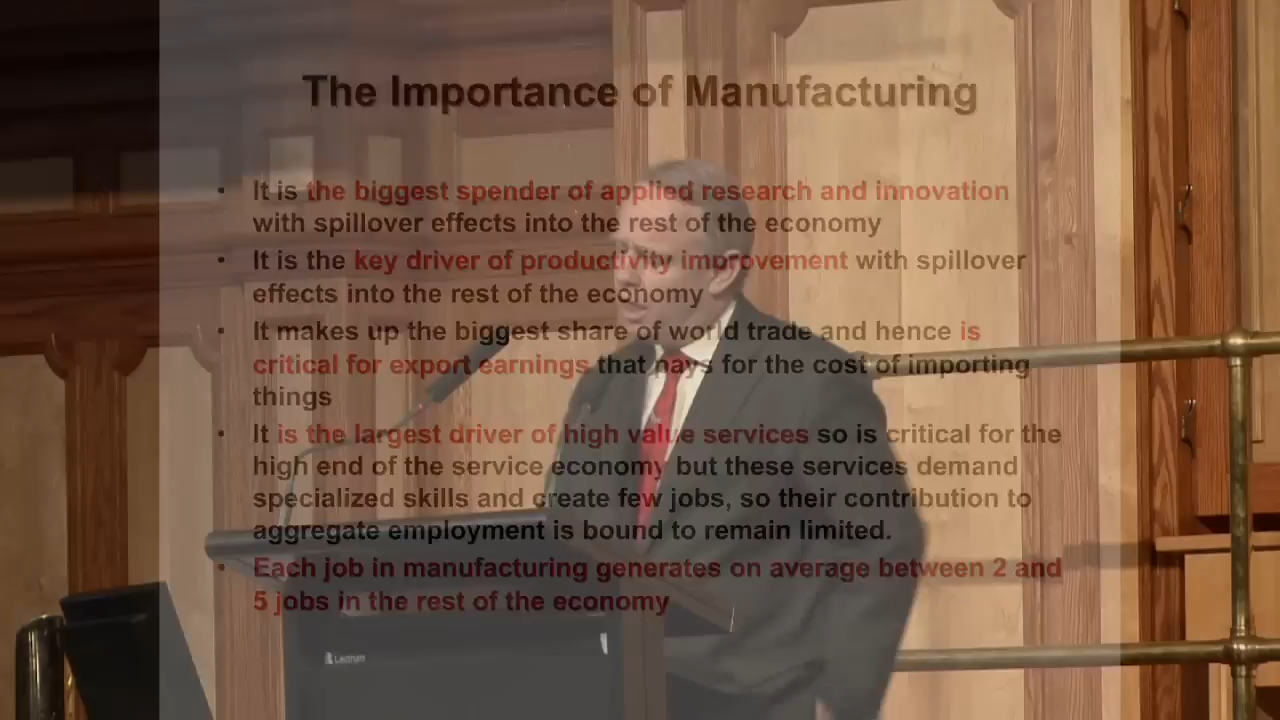 The Importance of Manufacturing
• It is the biggest spender of applied research and innovation
with spillover effects into the rest of the economy
• It is the key driver of productivity improvement with spillover
effects into the rest of the economy
• It makes up the biggest share of world trade and hence is
critical for export earnings that pays for the cost of importing
things
• It is the largest driver of high value services so is critical for the
high end of the service economy but these services demand
specialized skills and create few jobs, so their contribution to
aggregate employment is bound to remain limited.
• Each job in manufacturing generates on average between 2 and
5 jobs in the rest of the economy
Lectrum